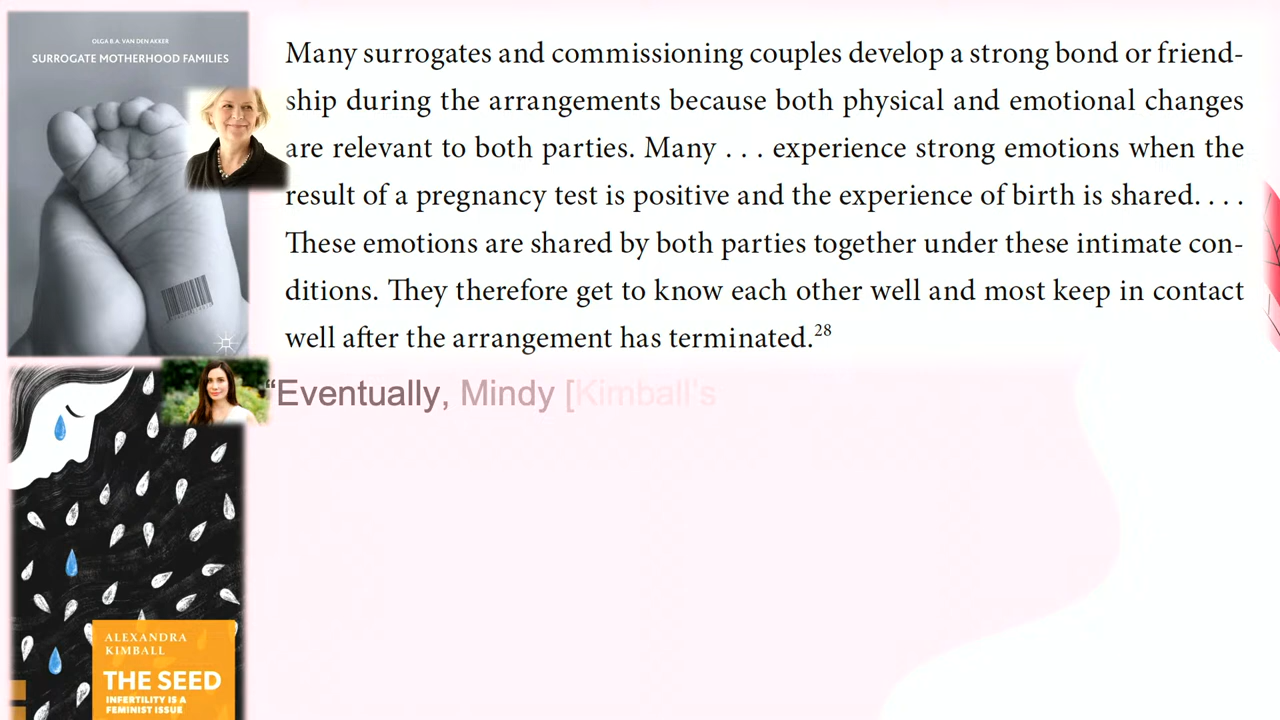 OLGA B.A. VAN DEN AKKER
SURROGATE MOTHERHOOD FAMILIES
Many surrogates and commissioning couples develop a strong bond or friend-
ship during the arrangements because both physical and emotional changes
are relevant to both parties. Many . . . experience strong emotions when the
result of a pregnancy test is positive and the experience of birth is shared. . . .
These emotions are shared by both parties together under these intimate con-
ditions. They therefore get to know each other well and most keep in contact
well after the arrangement has terminated.28
“Eventually, Mindy [Kimball's
ALEXANDRA
KIMBALL
THE SEED
INFERTILITY IS A
FEMINIST ISSUE